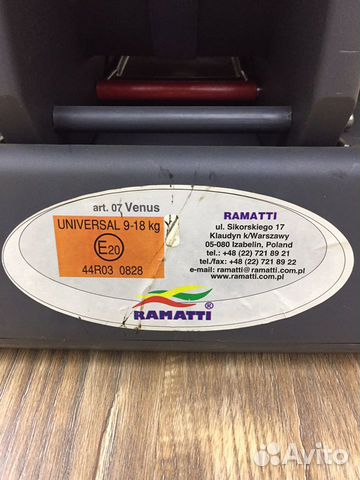 art. 07 Venus
UNIVERSAL 9-18 kg Y
E20
44R03 0828
RAMATTI
ul. Sikorskiego 17
Klaudyn k/Warszawy
05-080 Izabelin, Poland
tel.: +48 (22) 721 89 21
tel./fax: +48 (22) 721 89 22
e-mail: ramatti@ramatti.com.pl
www.ramatti.com.pl
RAMATTI ®
Avito